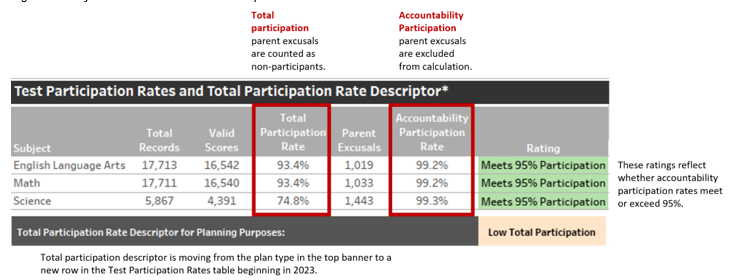 Total
participation
parent excusals
are counted as
non-participants.
Accountability
Participation
parent excusals
are excluded
from calculation.
Test Participation Rates and Total Participation Rate Descriptor*
Subject Total Records Valid Scores Total Participation Rate Parent Excusals Accountability Participation Rate Rating
English Language Arts 17,713 16,542 93.4% 1,019 99.2% Meets 95% Participation
Math 17,711 16,540 93.4% 1,033 99.2% Meets 95% Participation
Science 5,867 4,391 74.8% 1,443 99.3% Meets 95% Participation
These ratings reflect
whether accountability
participation rates meet
or exceed 95%.
Total Participation Rate Descriptor for Planning Purposes: Low Total Participation
Total participation descriptor is moving from the plan type in the top banner to a
new row in the Test Participation Rates table beginning in 2023.